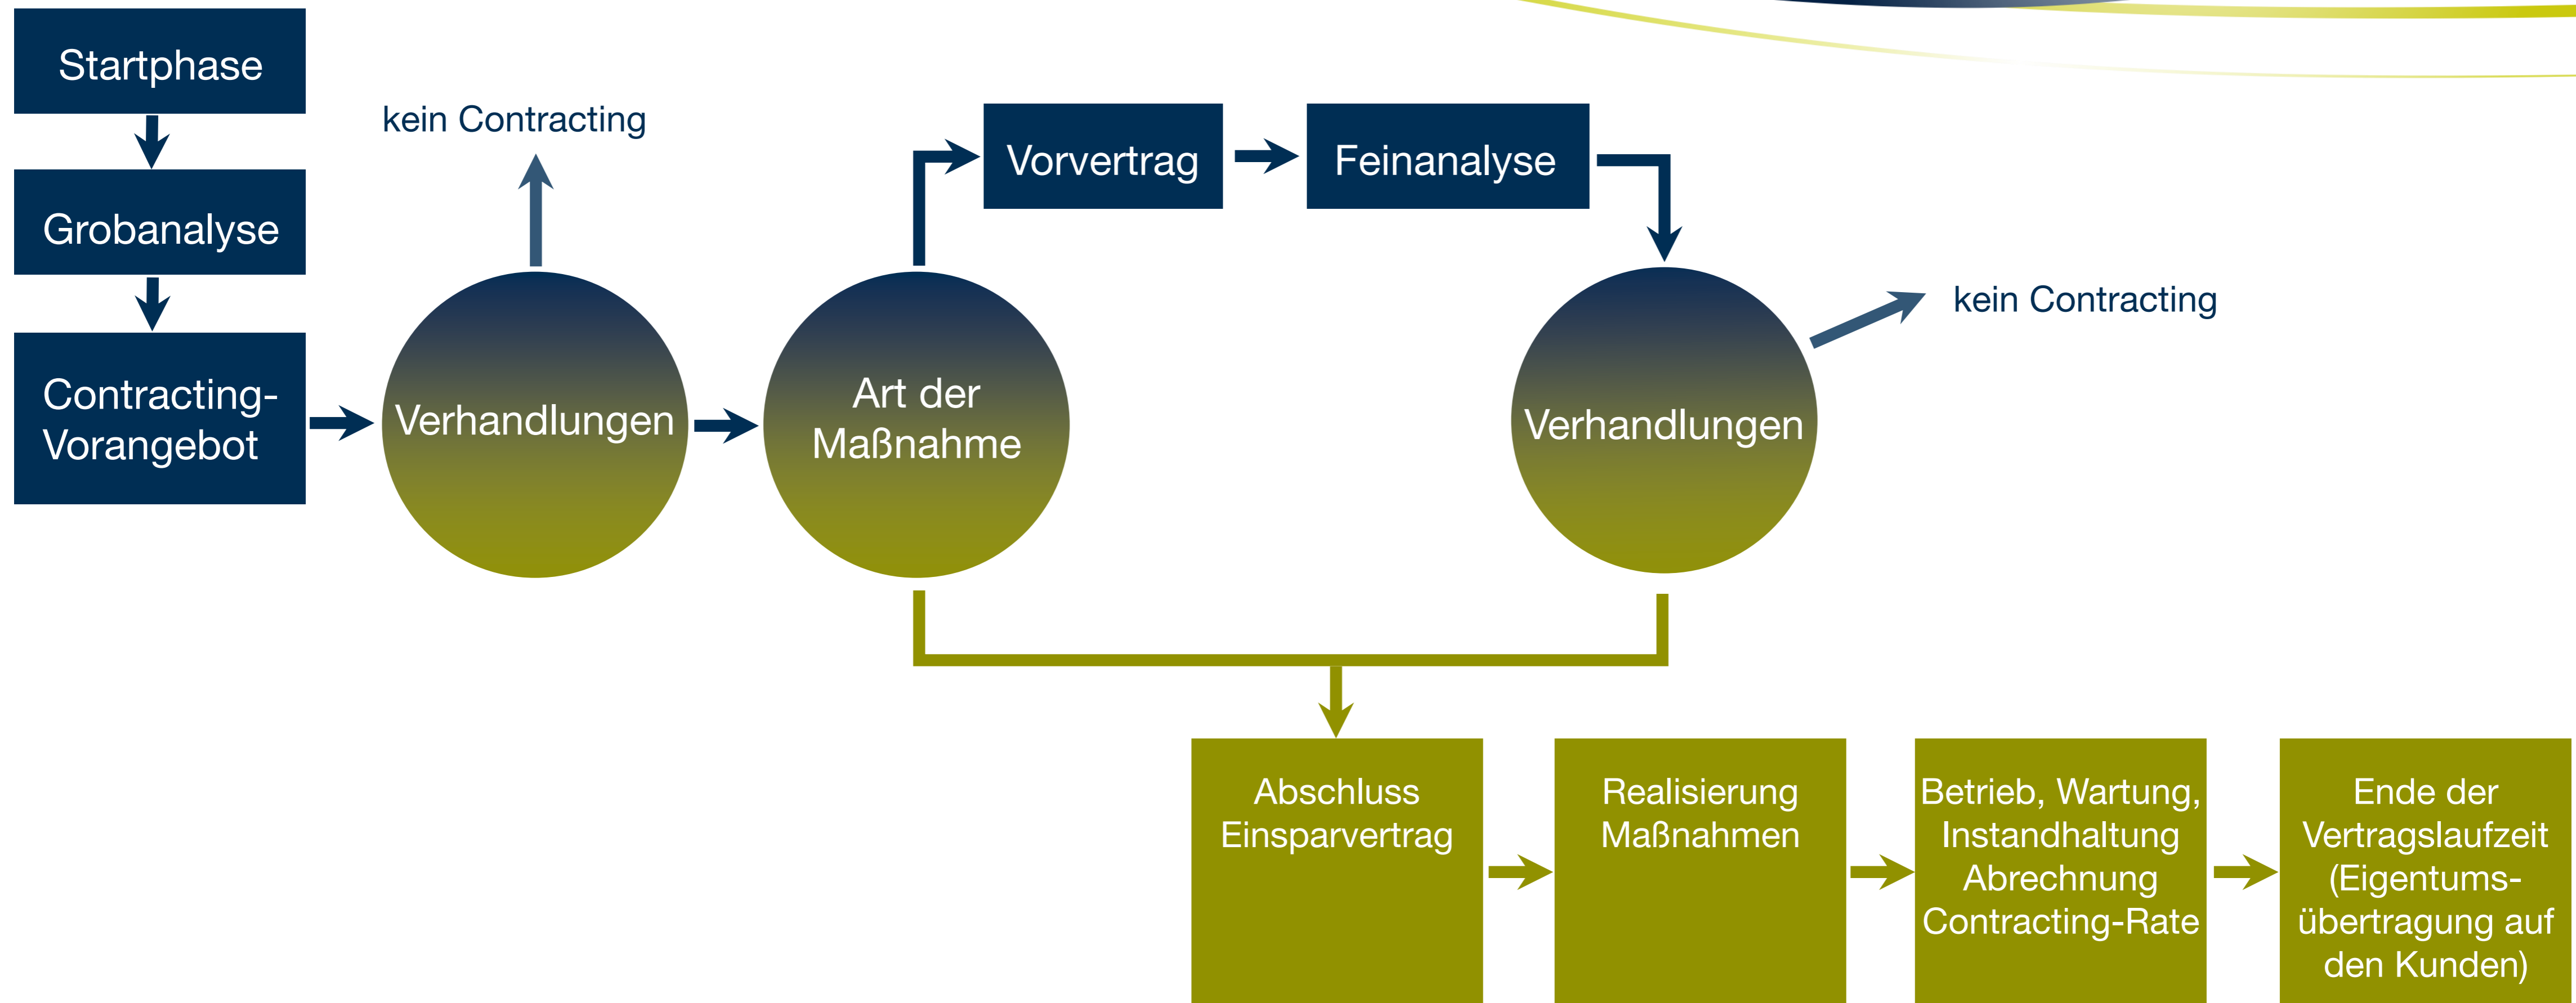 Startphase
Grobanalyse
Contracting-
Vorangebot
kein Contracting
Verhandlungen
Art der
Maßnahme
Vorvertrag
Feinanalyse
Verhandlungen
kein Contracting
Abschluss
Einsparvertrag
Realisierung
Maßnahmen
Betrieb, Wartung,
Instandhaltung
Abrechnung
Contracting-Rate
Ende der
Vertragslaufzeit
(Eigentums-
übertragung auf
den Kunden)